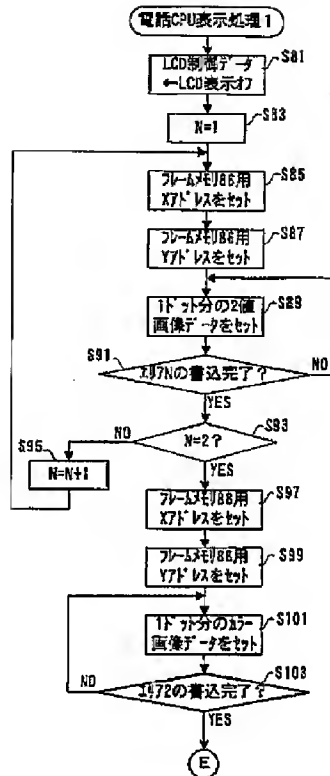 電話CPU表示処理1
S81
LCD制御データ
←LCD表示オフ
S83
N=1
S85
フレームメモリ86用
Xアドレスをセット
S87
フレームメモリ86用
Yアドレスをセット
S89
1ドット分の2値
画像データをセット
S91
エリアNの書込完了?
NO
YES
S93
NO
N=2?
S95
N=N+1
YES
S97
フレームメモリ88用
Xアドレスをセット
S99
フレームメモリ88用
Yアドレスをセット
S101
1ドット分のカラー
画像データをセット
S103
NO
エリア2の書込完了?
YES
E